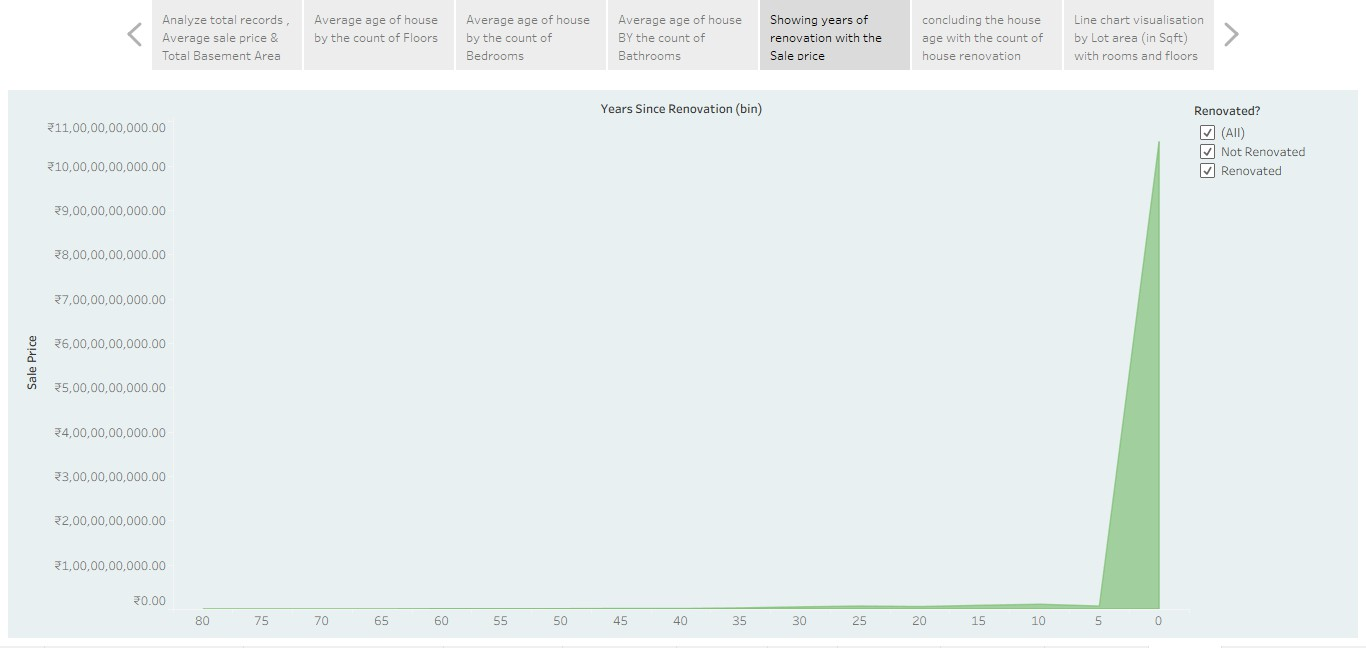 Analyze total records ,
Average sale price &
Total Basement Area
Average age of house
by the count of Floors
Average age of house
by the count of
Bedrooms
Average age of house
BY the count of
Bathrooms
Showing years of
renovation with the
Sale price
concluding the house
age with the count of
house renovation
Line chart visualisation
by Lot area (in Sqft)
with rooms and floors
Years Since Renovation (bin)
Renovated?
(All)
Not Renovated
Renovated
Sale Price
₹11,00,00,00,000.00
₹10,00,00,00,000.00
₹9,00,00,00,000.00
₹8,00,00,00,000.00
₹7,00,00,00,000.00
₹6,00,00,00,000.00
₹5,00,00,00,000.00
₹4,00,00,00,000.00
₹3,00,00,00,000.00
₹2,00,00,00,000.00
₹1,00,00,00,000.00
₹0.00
80 75 70 65 60 55 50 45 40 35 30 25 20 15 10 5 0